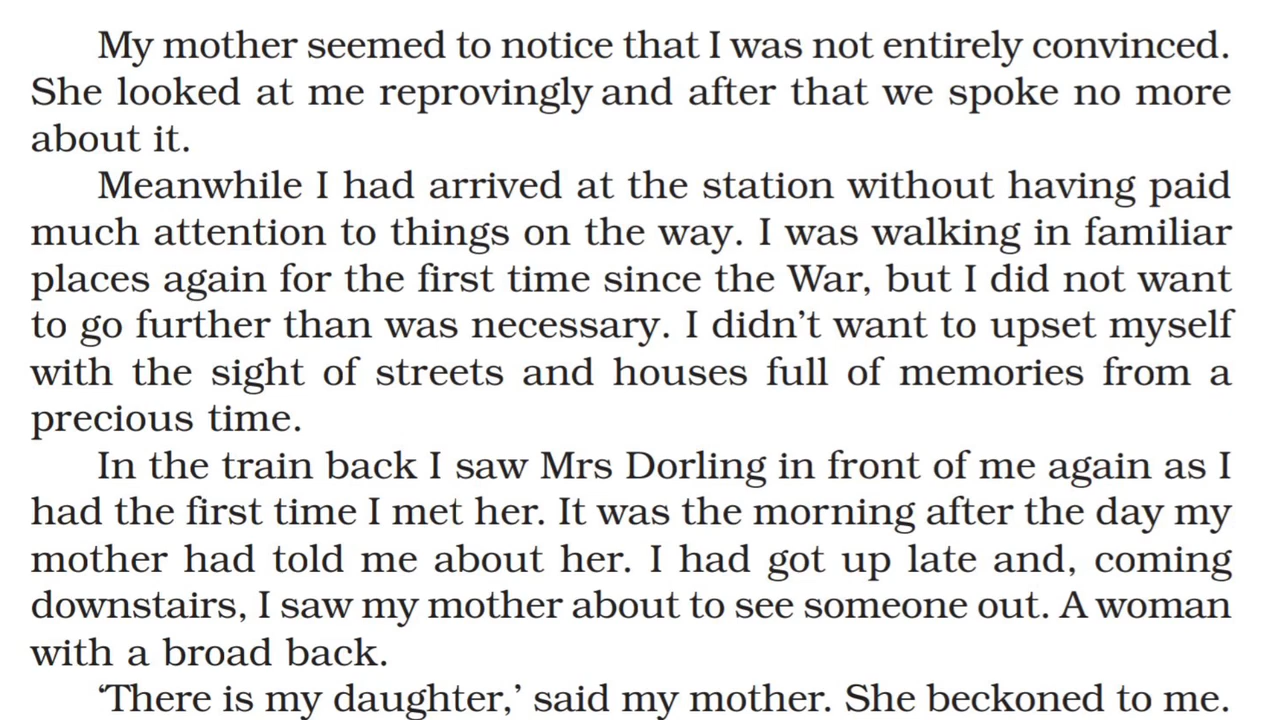 My mother seemed to notice that I was not entirely convinced.
She looked at me reprovingly and after that we spoke no more
about it.
Meanwhile I had arrived at the station without having paid
much attention to things on the way. I was walking in familiar
places again for the first time since the War, but I did not want
to go further than was necessary. I didn’t want to upset myself
with the sight of streets and houses full of memories from a
precious time.
In the train back I saw Mrs Dorling in front of me again as I
had the first time I met her. It was the morning after the day my
mother had told me about her. I had got up late and, coming
downstairs, I saw my mother about to see someone out. A woman
with a broad back.
‘There is my daughter,’ said my mother. She beckoned to me.